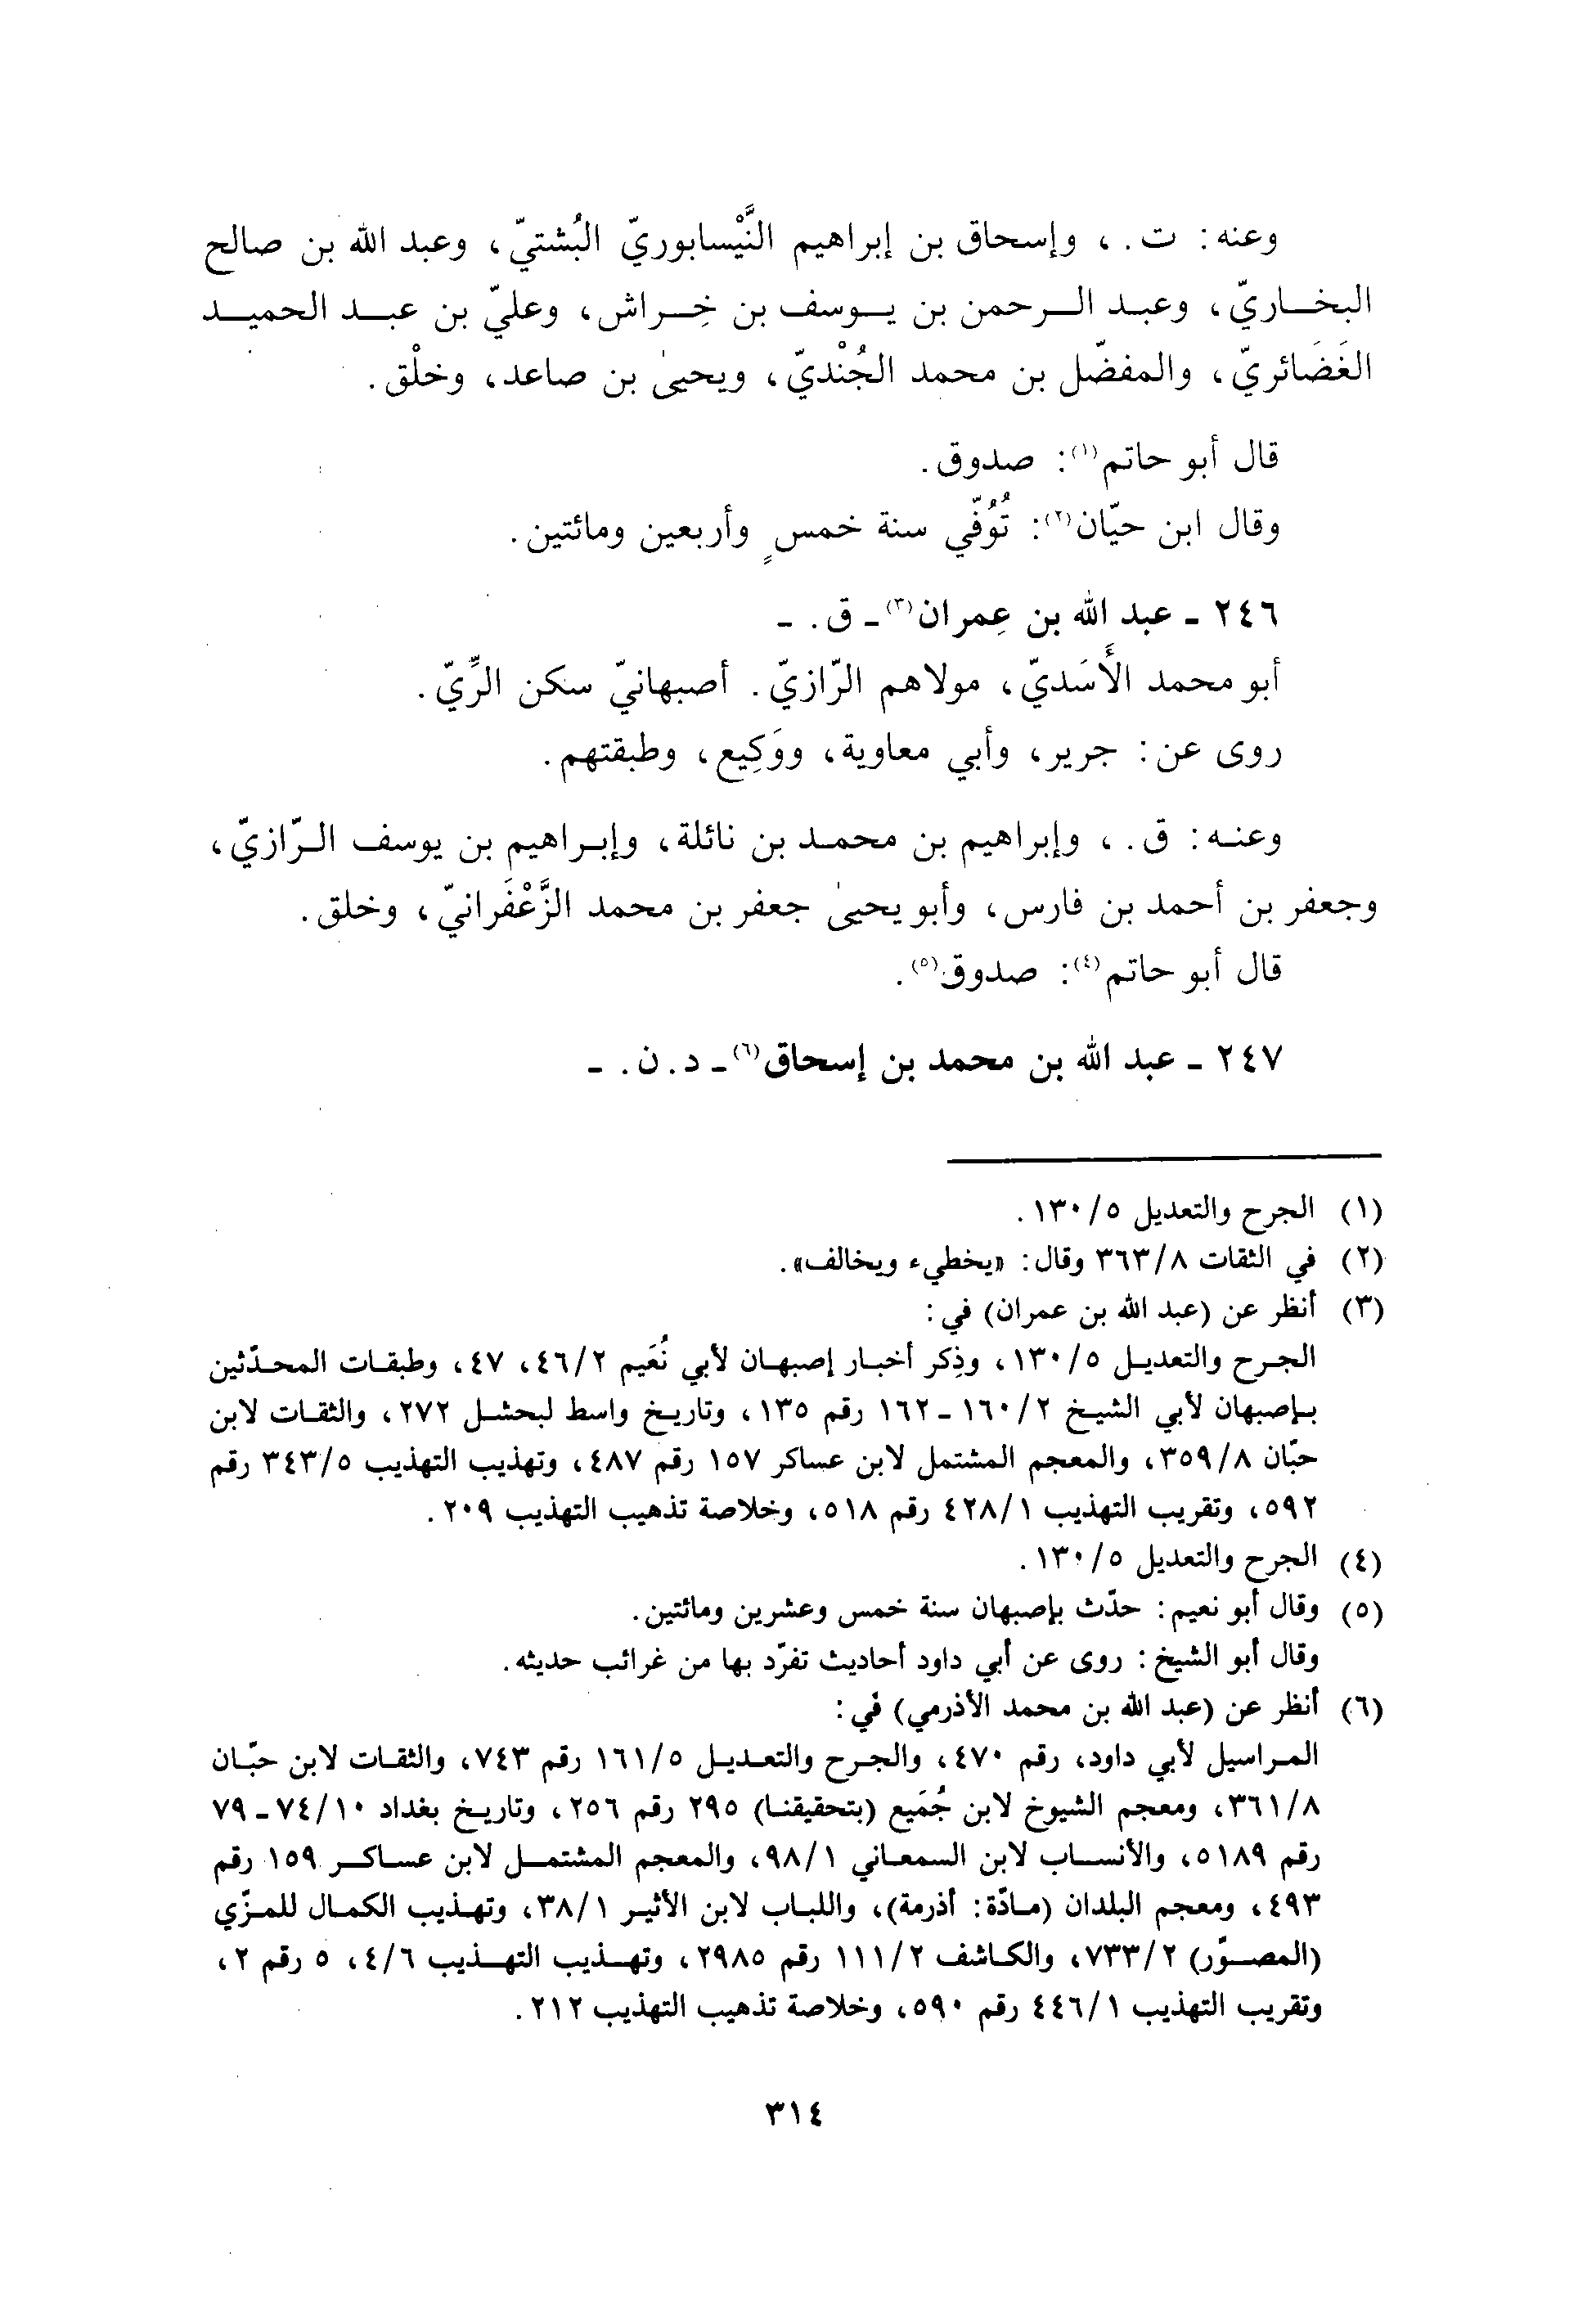 وعنه: ت.، وإسحاق بن إبراهيم النَّيْسابوريّ البُشتيّ، وعبد الله بن صالح
البخاريّ، وعبد الرحمن بن يوسف بن خِراش، وعليّ بن عبد الحميد
الغَضَائريّ، والمفضّل بن محمد الجُنْديّ، ويحيىٰ بن صاعد، وخلْق.
قال أبو حاتم(١): صدوق.
وقال ابن حيّان(٢): تُوُفّي سنة خمسٍ وأربعين ومائتين.
٢٤٦ - عبد الله بن عِمران(٣) - ق. -
أبو محمد الأَسَديّ، مولاهم الرّازيّ. أصبهانيّ سكن الرِّيّ.
روى عن: جرير، وأبي معاوية، ووَكِيع، وطبقتهم.
وعنه: ق.، وإبراهيم بن محمد بن نائلة، وإبراهيم بن يوسف الرّازيّ،
وجعفر بن أحمد بن فارس، وأبو يحيىٰ جعفر بن محمد الزَّعْفَرانيّ، وخلق.
قال أبو حاتم(٤): صدوق(٥).
٢٤٧ - عبد الله بن محمد بن إسحاق(٦) - د. ن. -
(١) الجرح والتعديل ١٣٠/٥.
(٢) في الثقات ٣٦٣/٨ وقال: «يخطيء ويخالف».
(٣) أنظر عن (عبد الله بن عمران) في:
الجرح والتعديل ١٣٠/٥، وذِكر أخبار إصبهان لأبي نُعَيم ٤٦/٢، ٤٧، وطبقات المحدّثين
بإصبهان لأبي الشيخ ١٦٠/٢ - ١٦٢ رقم ١٣٥، وتاريخ واسط لبحشل ٢٧٢، والثقات لابن
حبّان ٣٥٩/٨، والمعجم المشتمل لابن عساكر ١٥٧ رقم ٤٨٧، وتهذيب التهذيب ٣٤٣/٥ رقم
٥٩٢، وتقريب التهذيب ٤٢٨/١ رقم ٥١٨، وخلاصة تذهيب التهذيب ٢٠٩.
(٤) الجرح والتعديل ١٣٠/٥.
(٥) وقال أبو نعيم: حدّث بإصبهان سنة خمس وعشرين ومائتين.
وقال أبو الشيخ: روى عن أبي داود أحاديث تفرّد بها من غرائب حديثه.
(٦) أنظر عن (عبد الله بن محمد الأذرمي) في:
المراسيل لأبي داود، رقم ٤٧٠، والجرح والتعديل ١٦١/٥ رقم ٧٤٣، والثقات لابن حبّان
٣٦١/٨، ومعجم الشيوخ لابن جُمَيع (بتحقيقنا) ٢٩٥ رقم ٢٥٦، وتاريخ بغداد ٧٤/١٠ - ٧٩
رقم ٥١٨٩، والأنساب لابن السمعاني ٩٨/١، والمعجم المشتمل لابن عساكر ١٥٩ رقم
٤٩٣، ومعجم البلدان (مادّة: أذرمة)، واللباب لابن الأثير ٣٨/١، وتهذيب الكمال للمزّي
(المصوّر) ٧٣٣/٢، والكاشف ١١١/٢ رقم ٢٩٨٥، وتهذيب التهذيب ٤/٦، ٥ رقم ٢،
وتقريب التهذيب ٤٤٦/١ رقم ٥٩٠، وخلاصة تذهيب التهذيب ٢١٢.
٣١٤